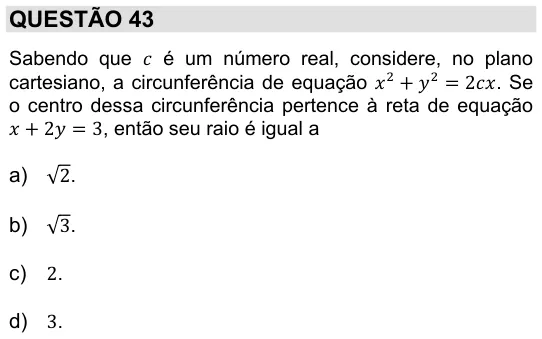 QUESTÃO 43
Sabendo que c é um número real, considere, no plano
cartesiano, a circunferência de equação x² + y² = 2cx. Se
o centro dessa circunferência pertence à reta de equação
x + 2y = 3, então seu raio é igual a
a) √2.
b) √3.
c) 2.
d) 3.